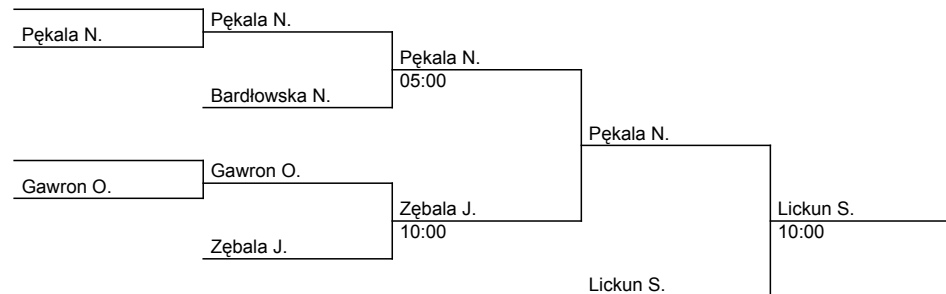 Pękala N.
Pękala N.
Pękala N.
05:00
Bardłowska N.
Pękala N.
Gawron O.
Gawron O.
Zębala J.
10:00
Lickun S.
10:00
Zębala J.
Lickun S.